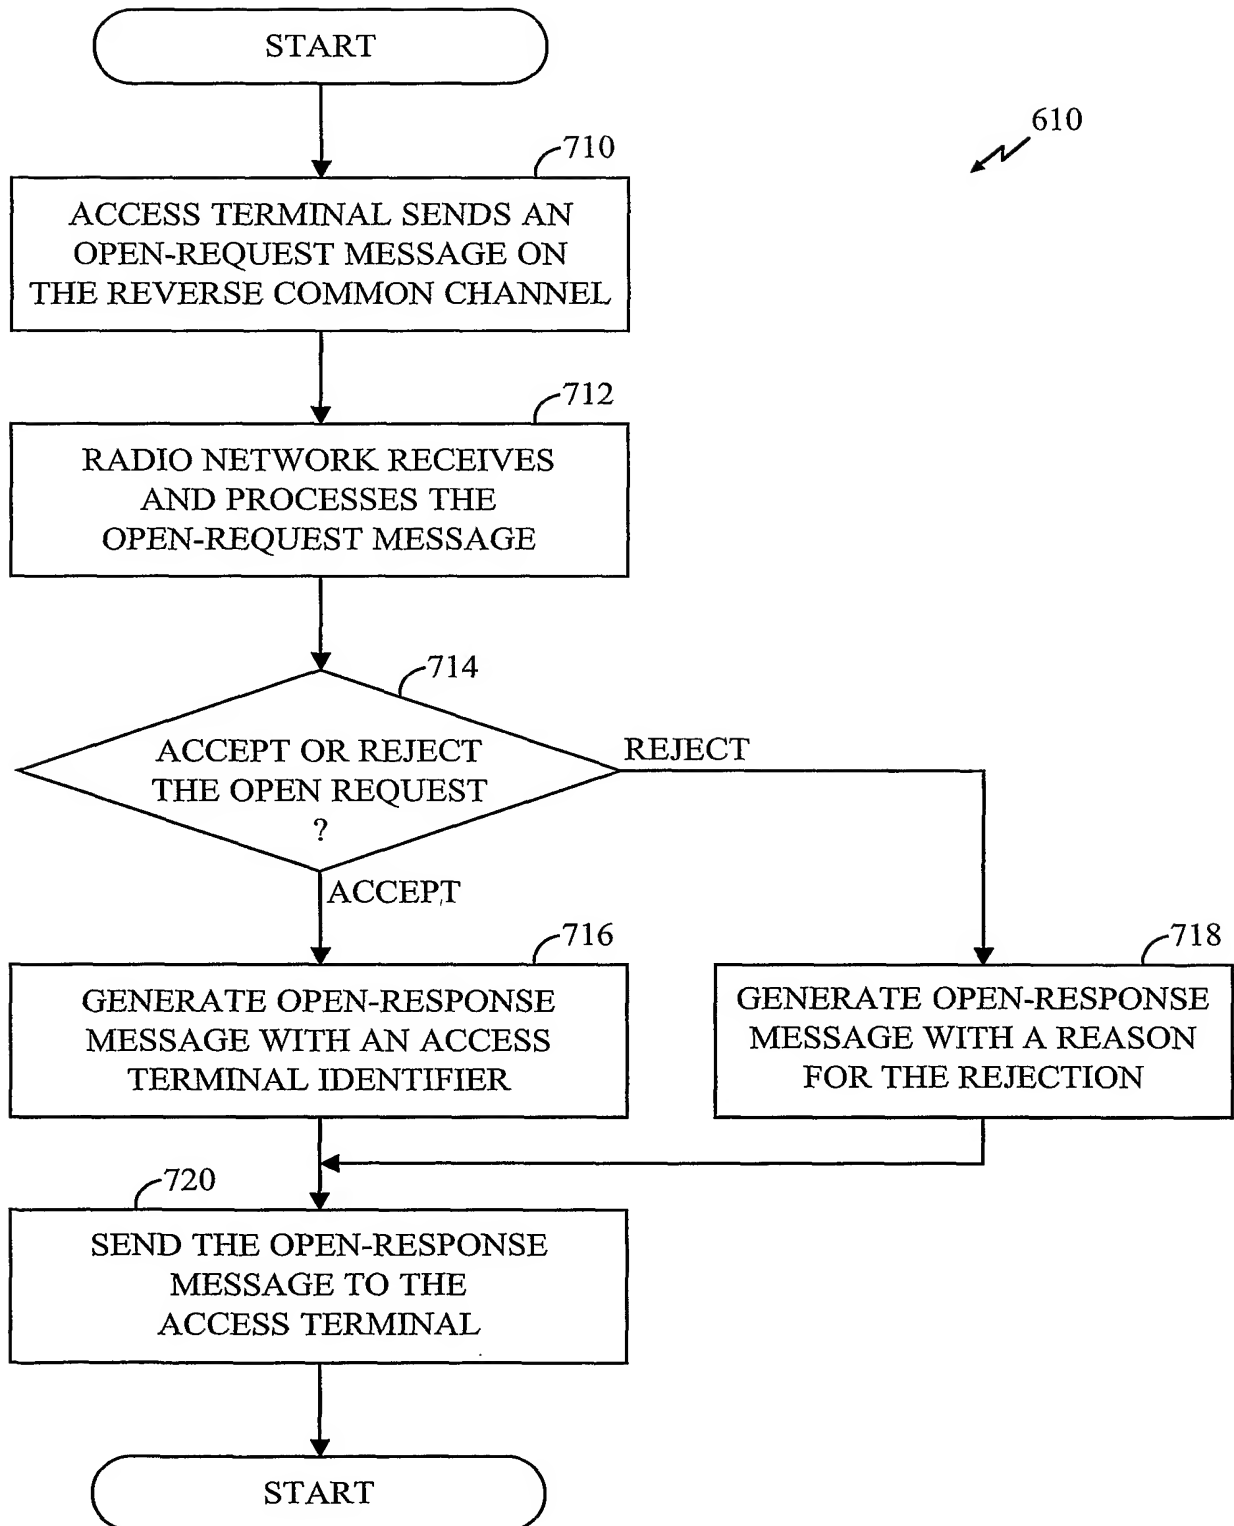 START
610
710
ACCESS TERMINAL SENDS AN
OPEN-REQUEST MESSAGE ON
THE REVERSE COMMON CHANNEL
712
RADIO NETWORK RECEIVES
AND PROCESSES THE
OPEN-REQUEST MESSAGE
714
ACCEPT OR REJECT
THE OPEN REQUEST
?
REJECT
ACCEPT
716
GENERATE OPEN-RESPONSE
MESSAGE WITH AN ACCESS
TERMINAL IDENTIFIER
718
GENERATE OPEN-RESPONSE
MESSAGE WITH A REASON
FOR THE REJECTION
720
SEND THE OPEN-RESPONSE
MESSAGE TO THE
ACCESS TERMINAL
START